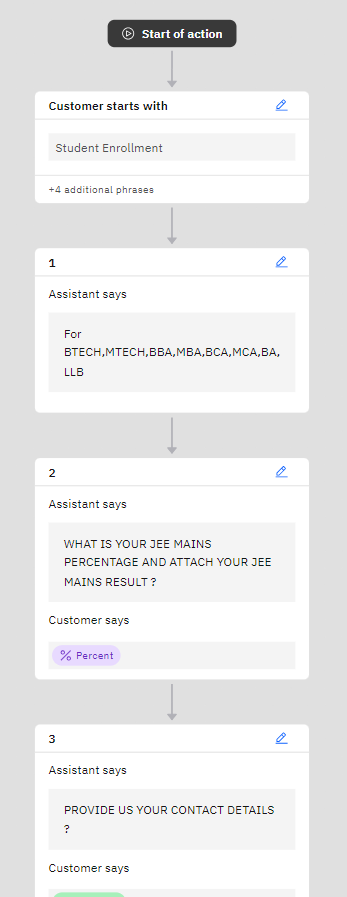 Start of action
Customer starts with
Student Enrollment
+4 additional phrases
1
Assistant says
For
BTECH,MTECH,BBA,MBA,BCA,MCA,BA,
LLB
2
Assistant says
WHAT IS YOUR JEE MAINS
PERCENTAGE AND ATTACH YOUR JEE
MAINS RESULT ?
Customer says
% Percent
3
Assistant says
PROVIDE US YOUR CONTACT DETAILS
?
Customer says